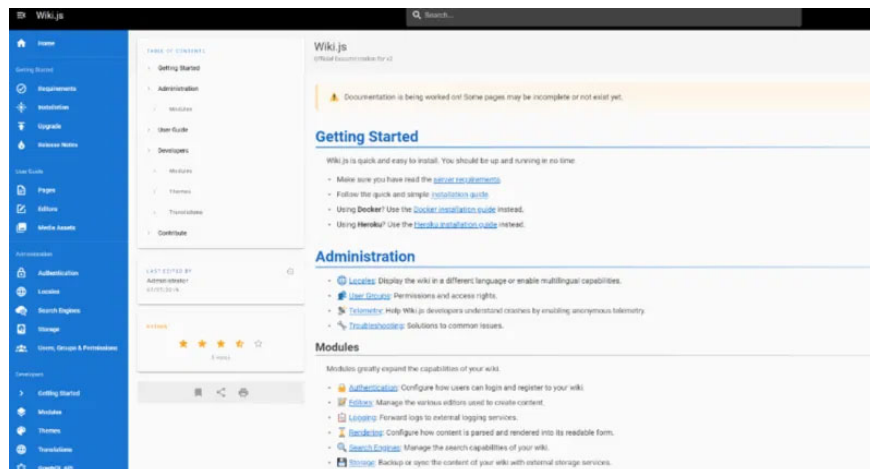 Wiki.js
Search...
Home
Getting Started
Requirements
Installation
Upgrade
Release Notes
User Guide
Pages
Editors
Media Assets
Administration
Authentication
Locales
Search Engines
Storage
Users, Groups & Permissions
Developers
Getting Started
Modules
Themes
Translations
GraphQL API
TABLE OF CONTENTS
Getting Started
Administration
Modules
User Guide
Developers
Modules
Themes
Translations
Contribute
LAST EDITED BY
Administrator
RATING
Wiki.js
Official Documentation for v2
Documentation is being worked on! Some pages may be incomplete or not exist yet.
Getting Started
Wiki.js is quick and easy to install. You should be up and running in no time.
Make sure you have read the server requirements.
Follow the quick and simple installation guide.
Using Docker? Use the Docker installation guide instead.
Using Heroku? Use the Heroku installation guide instead.
Administration
Locales: Display the wiki in a different language or enable multilingual capabilities.
User Groups: Permissions and access rights.
Telemetry: Help Wiki.js developers understand crashes by enabling anonymous telemetry.
Troubleshooting: Solutions to common issues.
Modules
Modules greatly expand the capabilities of your wiki.
Authentication: Configure how users can login and register to your wiki.
Editors: Manage the various editors used to create content.
Logging: Forward logs to external logging services.
Rendering: Configure how content is parsed and rendered into its readable form.
Search Engines: Manage the search capabilities of your wiki.
Storage: Backup or sync the content of your wiki with external storage services.